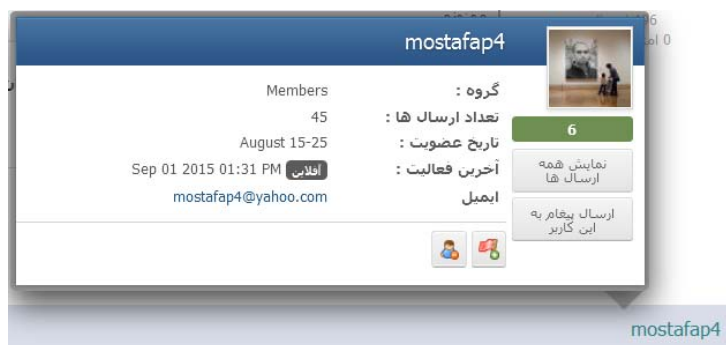 mostafap4
6
نمایش همه
ارسال ها
ارسال پیغام به
این کاربر
گروه : Members
تعداد ارسال ها : 45
تاریخ عضویت : August 15-25
آخرین فعالیت : آفلاین Sep 01 2015 01:31 PM
ایمیل mostafap4@yahoo.com
mostafap4